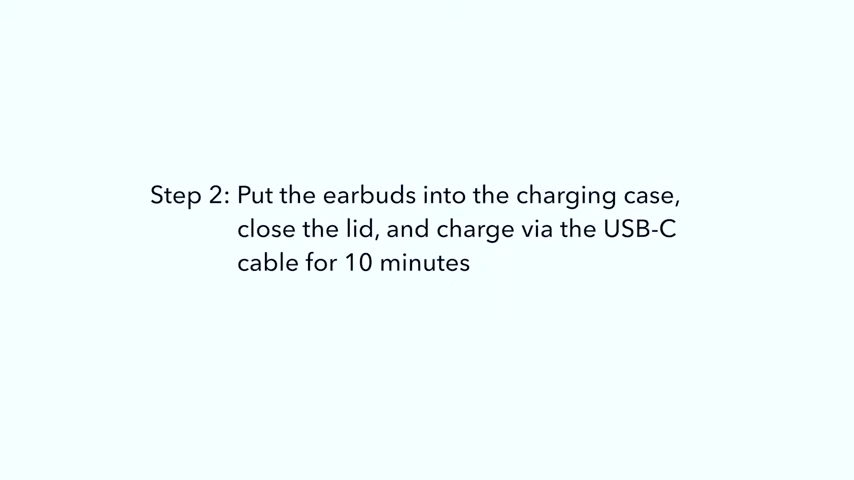 Step 2: Put the earbuds into the charging case,
close the lid, and charge via the USB-C
cable for 10 minutes